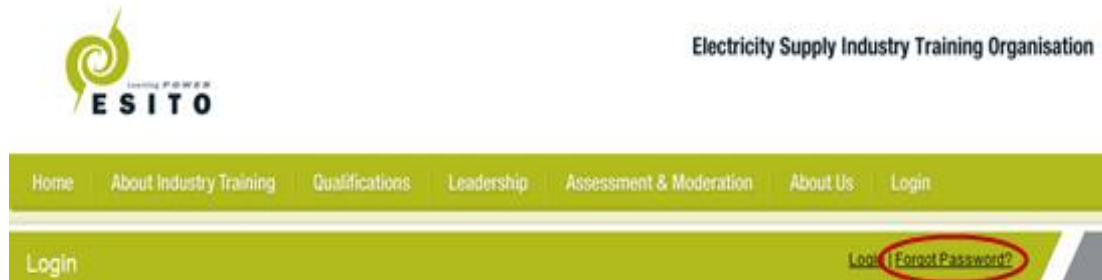 Electricity Supply Industry Training Organisation
Learning POWER
ESITO
Home About Industry Training Qualifications Leadership Assessment & Moderation About Us Login
Login
Login | Forgot Password?